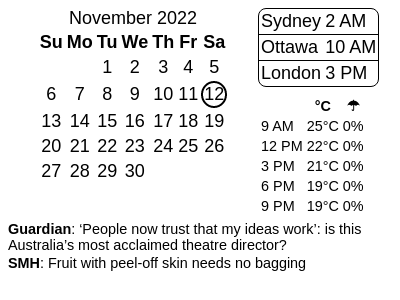 November 2022
Su Mo Tu We Th Fr Sa
1 2 3 4 5
6 7 8 9 10 11 12
13 14 15 16 17 18 19
20 21 22 23 24 25 26
27 28 29 30
Sydney 2 AM
Ottawa 10 AM
London 3 PM
°C ☂
9 AM 25°C 0%
12 PM 22°C 0%
3 PM 21°C 0%
6 PM 19°C 0%
9 PM 19°C 0%
Guardian: ‘People now trust that my ideas work’: is this
Australia’s most acclaimed theatre director?
SMH: Fruit with peel-off skin needs no bagging